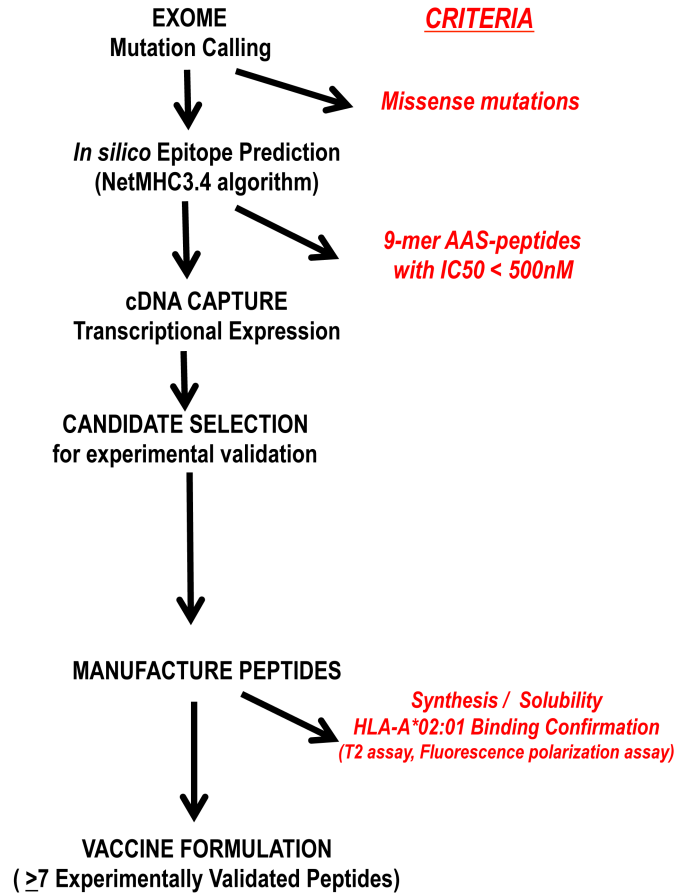 EXOME
Mutation Calling
CRITERIA
Missense mutations
In silico Epitope Prediction
(NetMHC3.4 algorithm)
9-mer AAS-peptides
with IC50 < 500nM
cDNA CAPTURE
Transcriptional Expression
CANDIDATE SELECTION
for experimental validation
MANUFACTURE PEPTIDES
Synthesis / Solubility
HLA-A*02:01 Binding Confirmation
(T2 assay, Fluorescence polarization assay)
VACCINE FORMULATION
( >7 Experimentally Validated Peptides)